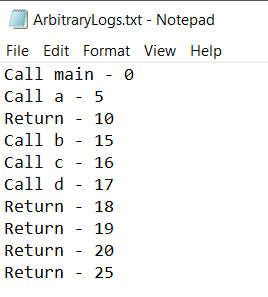 ArbitraryLogs.txt - Notepad
File Edit Format View Help
Call main - 0
Call a - 5
Return - 10
Call b - 15
Call c - 16
Call d - 17
Return - 18
Return - 19
Return - 20
Return - 25